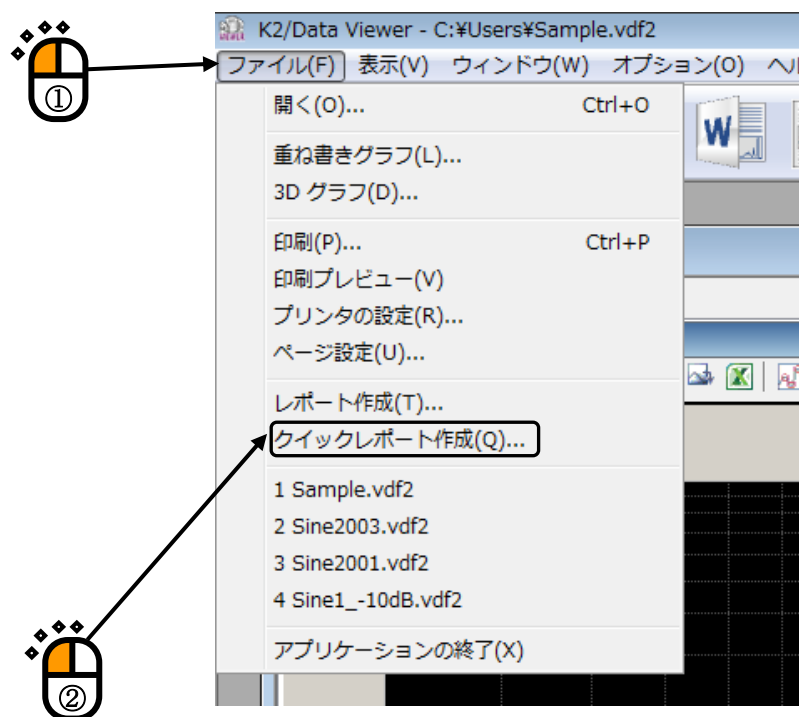 K2/Data Viewer - C:¥Users¥Sample.vdf2
ファイル(F) 表示(V) ウィンドウ(W) オプション(O)
①
開く(O)... Ctrl+O
W
重ね書きグラフ(L)...
3D グラフ(D)...
印刷(P)... Ctrl+P
印刷プレビュー(V)
プリンタの設定(R)...
ページ設定(U)...
レポート作成(T)...
クイックレポート作成(Q)...
1 Sample.vdf2
2 Sine2003.vdf2
3 Sine2001.vdf2
4 Sine1_-10dB.vdf2
アプリケーションの終了(X)
②